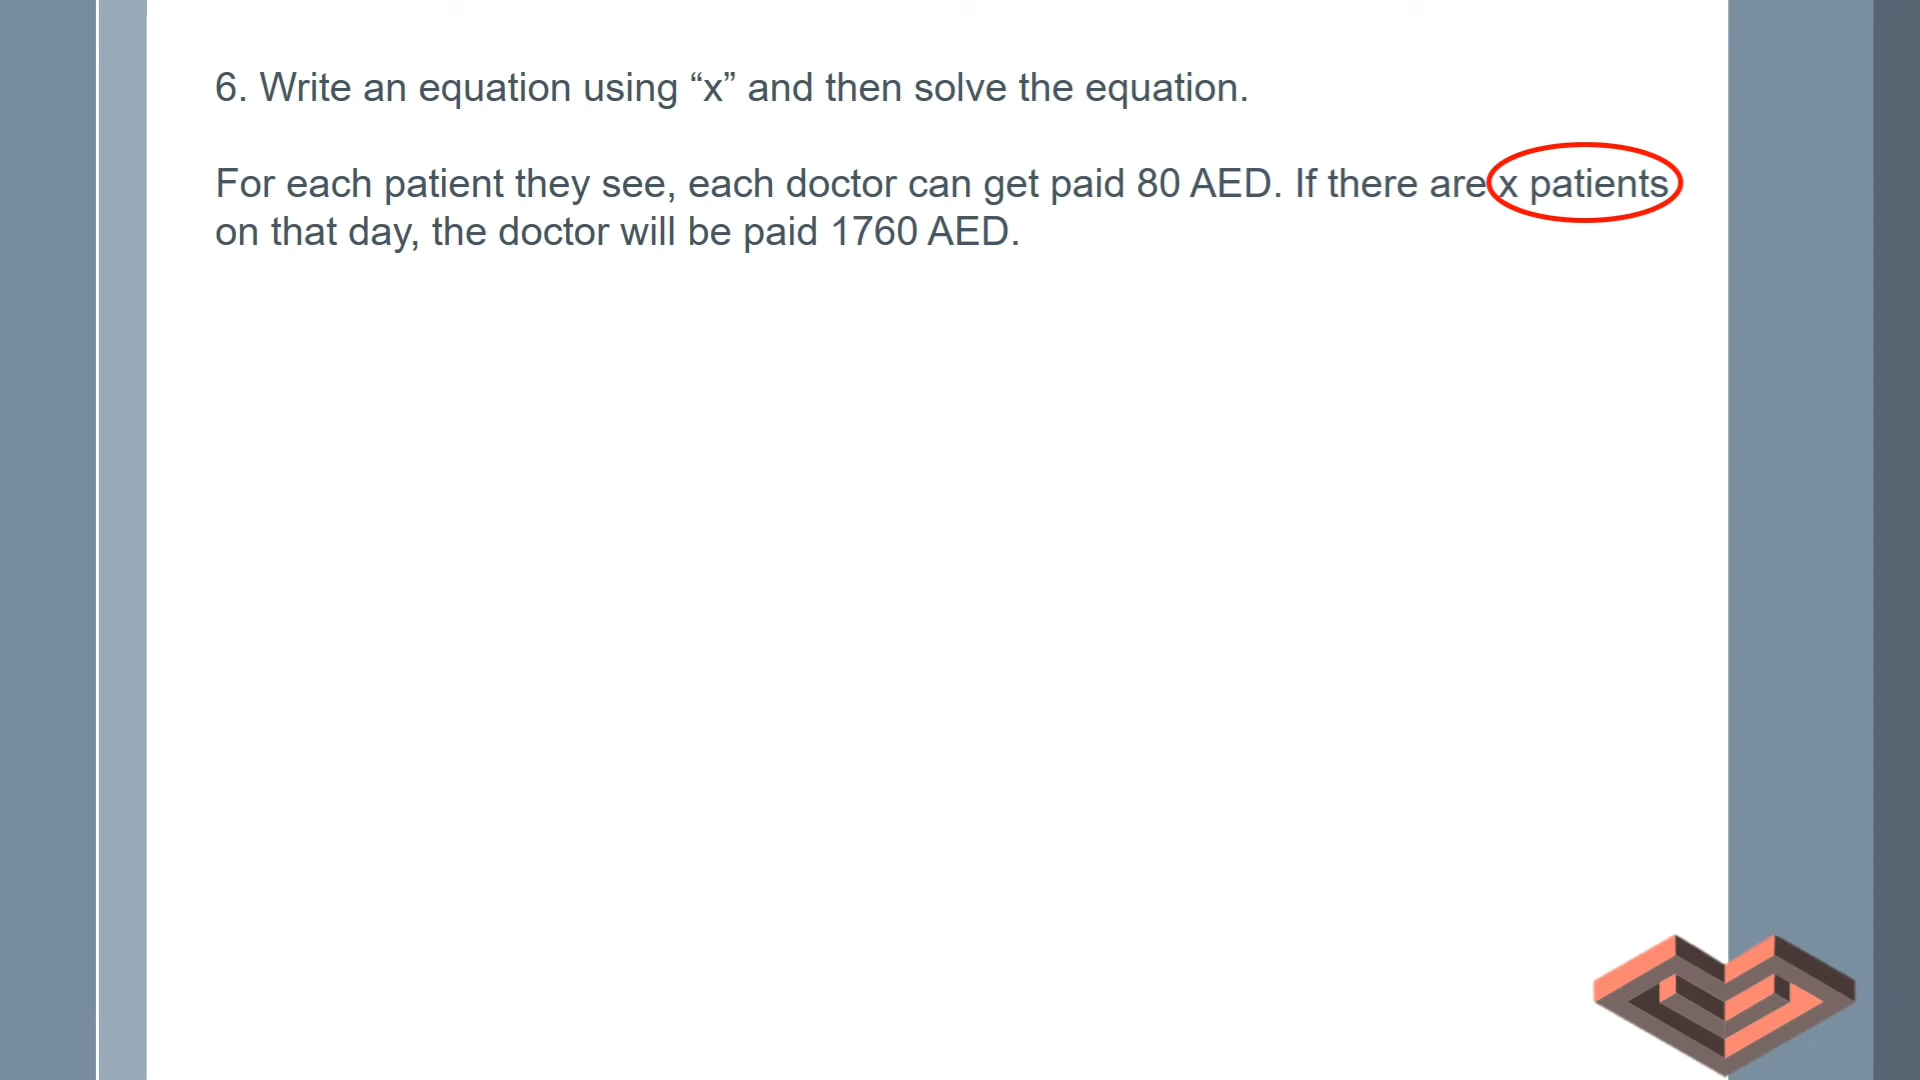 6. Write an equation using “x” and then solve the equation.
For each patient they see, each doctor can get paid 80 AED. If there are x patients
on that day, the doctor will be paid 1760 AED.